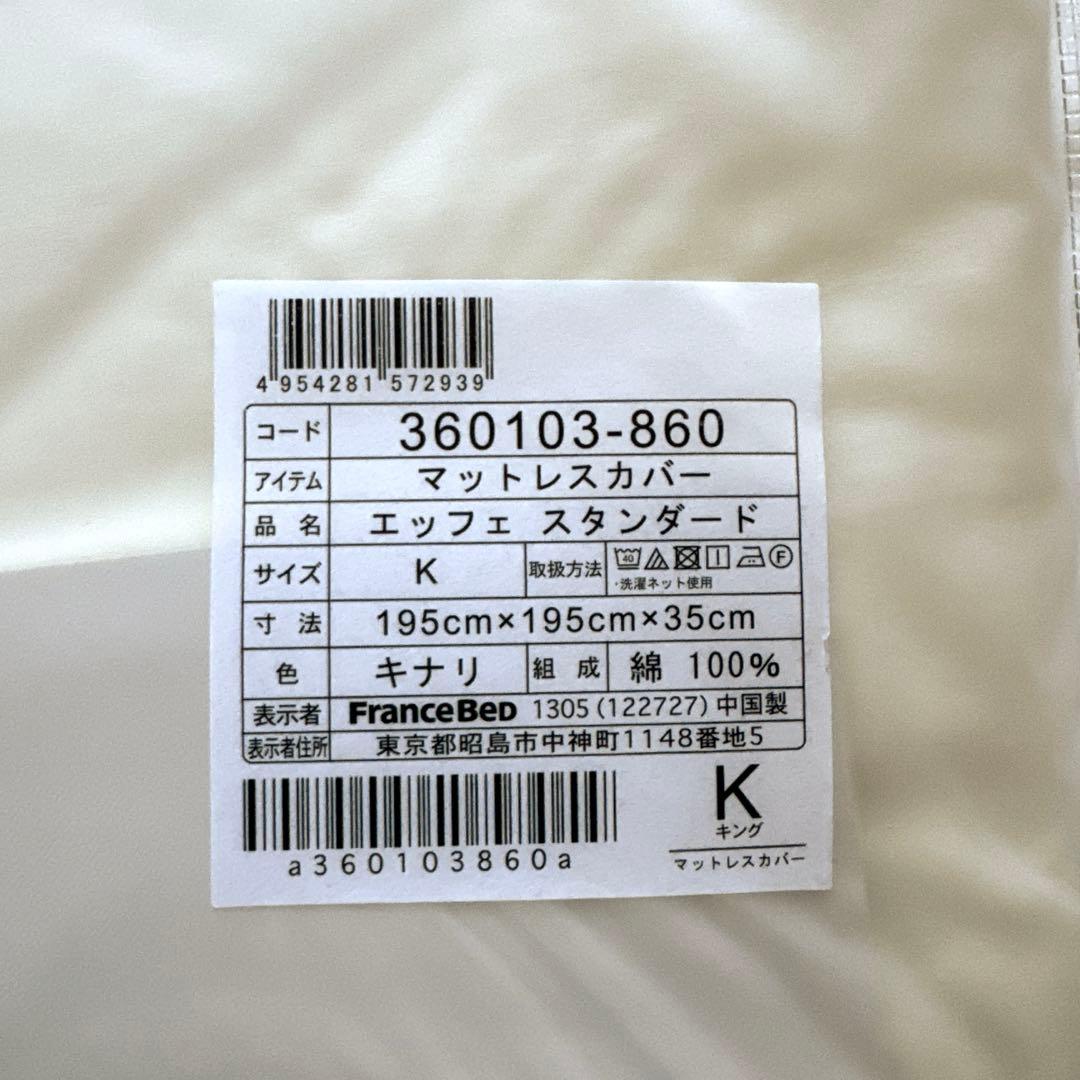 4 954281 572939
コード 360103-860
アイテム マットレスカバー
品 名 エッフェ スタンダード
サイズ K 取扱方法 40 F
・洗濯ネット使用
寸 法 195cm×195cm×35cm
色 キナリ 組 成 綿 100%
表示者 FranceBeD 1305(122727)中国製
表示者住所 東京都昭島市中神町1148番地5
a360103860a
K
キング
マットレスカバー